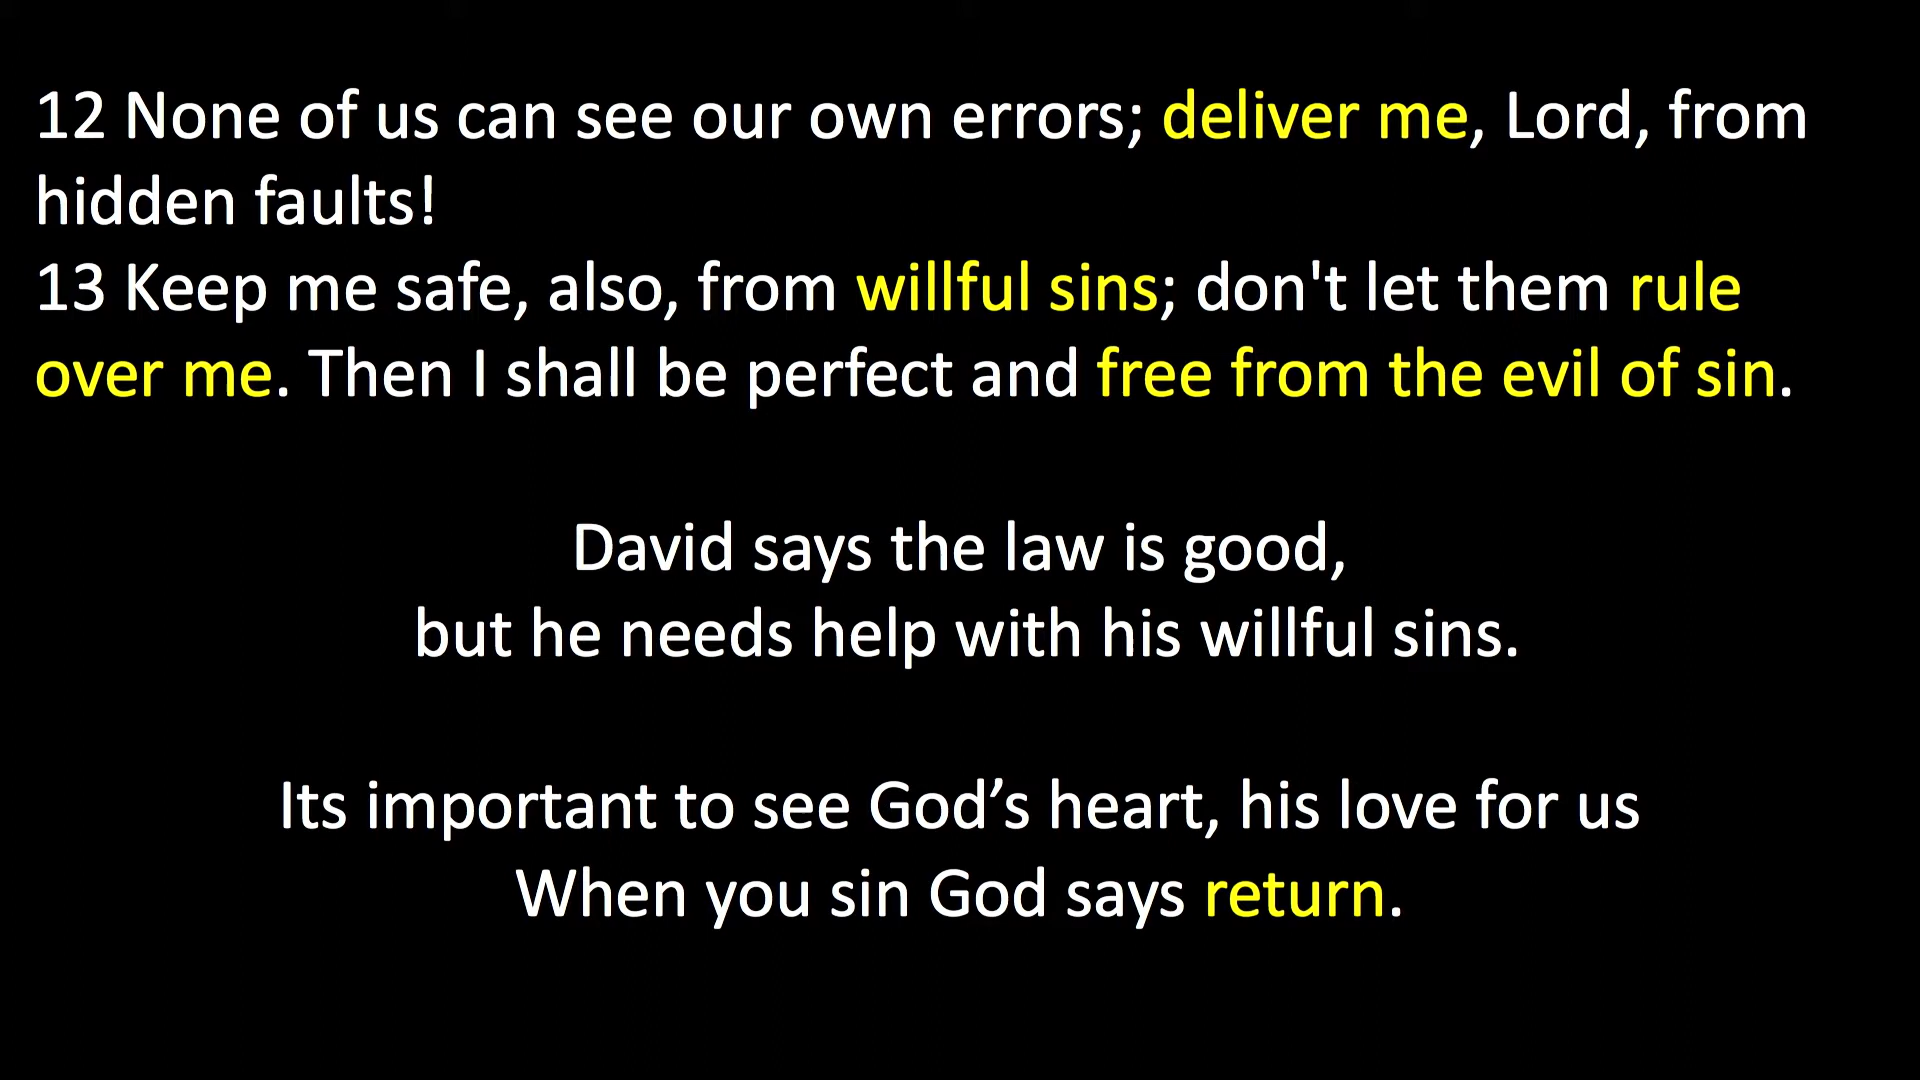 12 None of us can see our own errors; deliver me, Lord, from
hidden faults!
13 Keep me safe, also, from willful sins; don't let them rule
over me. Then I shall be perfect and free from the evil of sin.
David says the law is good,
but he needs help with his willful sins.
Its important to see God’s heart, his love for us
When you sin God says return.